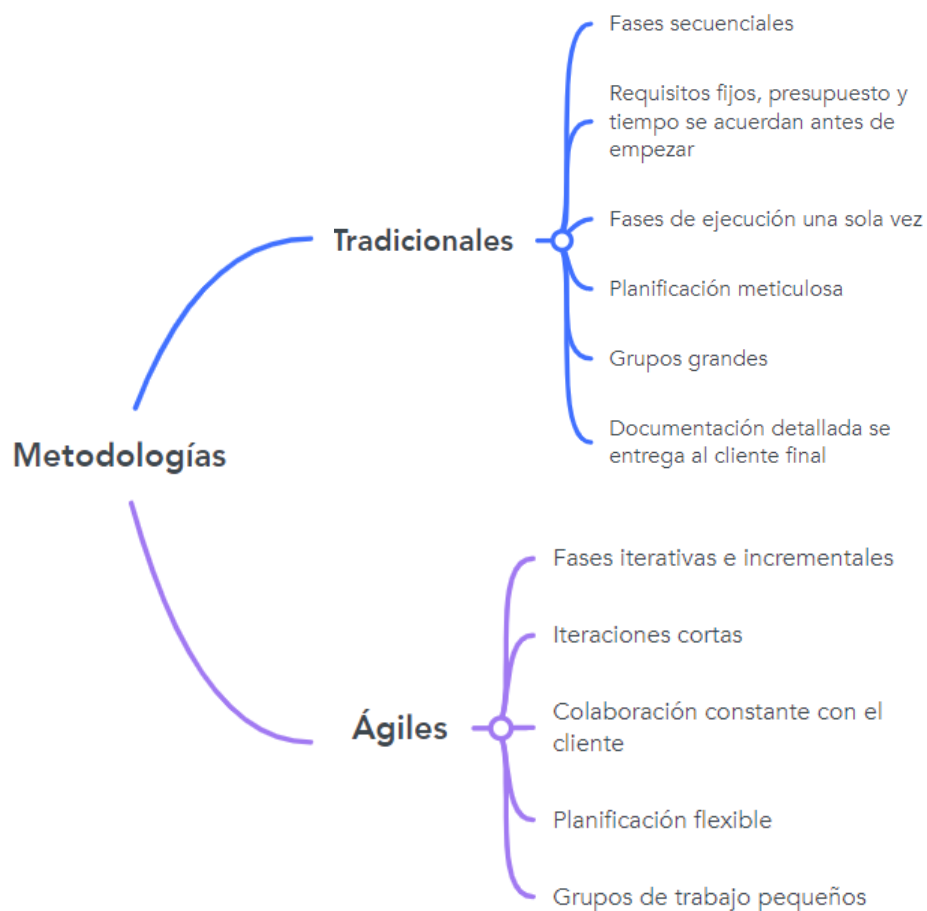 Metodologías
Tradicionales
Fases secuenciales
Requisitos fijos, presupuesto y
tiempo se acuerdan antes de
empezar
Fases de ejecución una sola vez
Planificación meticulosa
Grupos grandes
Documentación detallada se
entrega al cliente final
Ágiles
Fases iterativas e incrementales
Iteraciones cortas
Colaboración constante con el
cliente
Planificación flexible
Grupos de trabajo pequeños